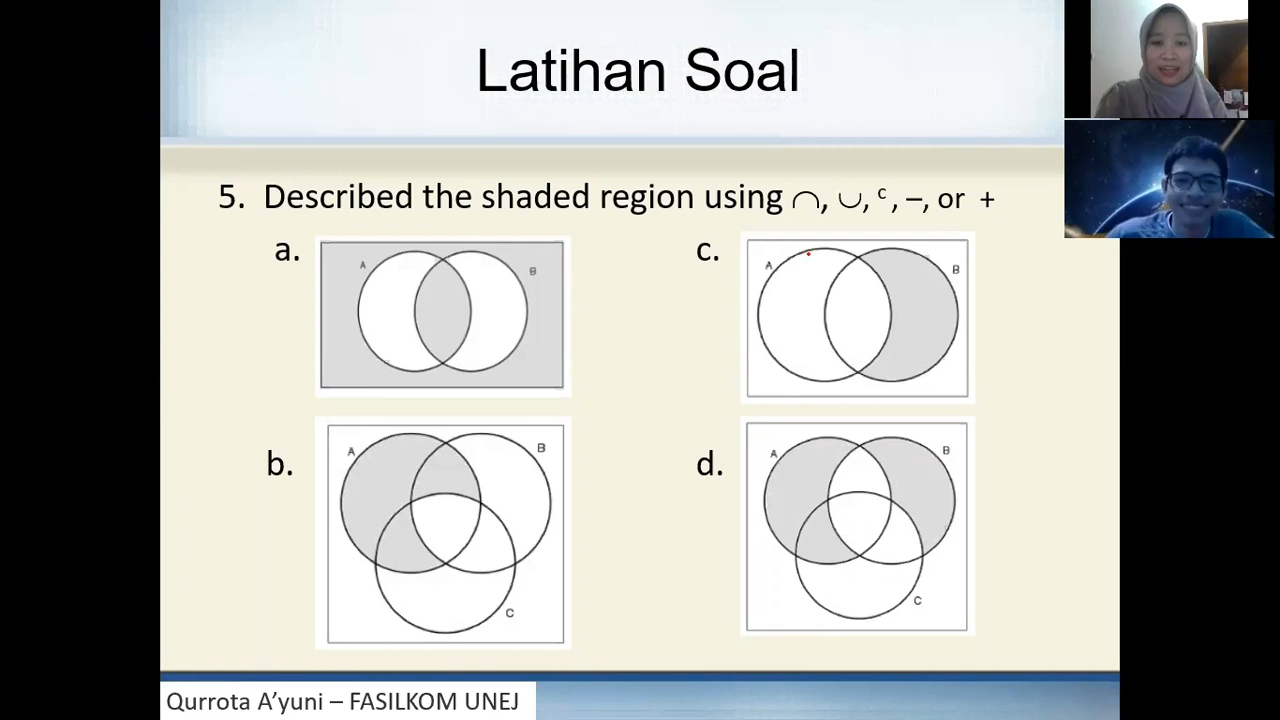 Latihan Soal
5. Described the shaded region using ∩, ∪, ᶜ, –, or +
a.
A
B
c.
A
B
b.
A
B
C
d.
A
B
C
Qurrota A’yuni – FASILKOM UNEJ